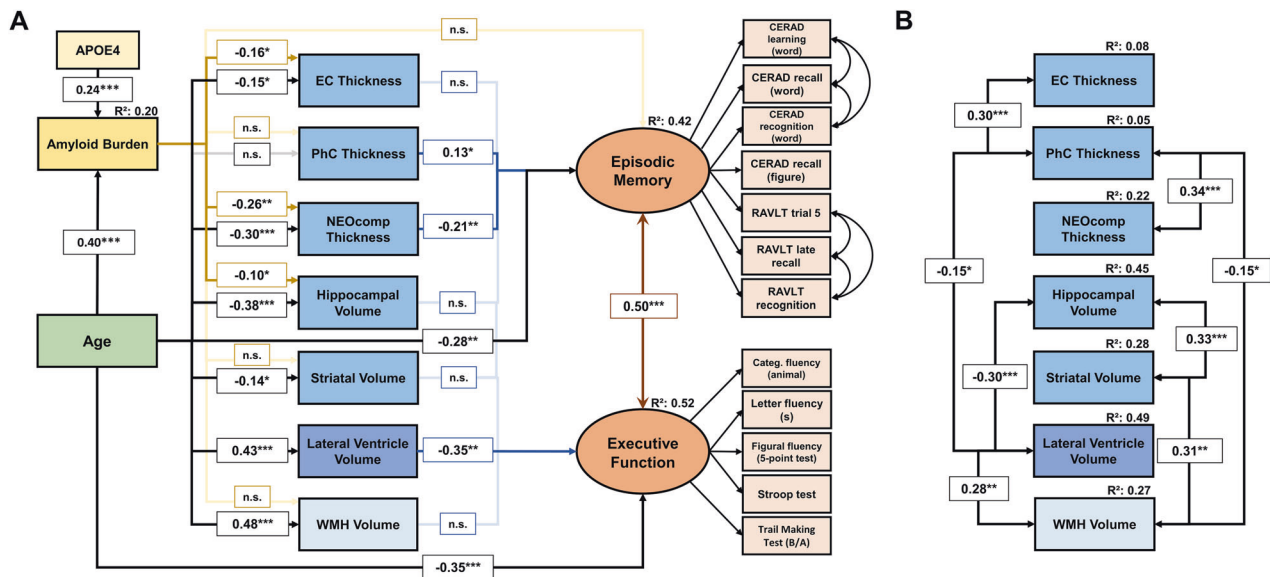 A
APOE4
0.24***
R²: 0.20
Amyloid Burden
0.40***
Age
n.s.
-0.16*
-0.15*
EC Thickness
n.s.
n.s.
n.s.
PhC Thickness
0.13*
-0.26**
-0.30***
NEOcomp
Thickness
-0.21**
-0.10*
-0.38***
Hippocampal
Volume
n.s.
-0.28**
n.s.
-0.14*
Striatal Volume
n.s.
0.43***
Lateral Ventricle
Volume
-0.35**
n.s.
0.48***
WMH Volume
n.s.
-0.35***
R²: 0.42
Episodic
Memory
0.50***
R²: 0.52
Executive
Function
CERAD
learning
(word)
CERAD recall
(word)
CERAD
recognition
(word)
CERAD recall
(figure)
RAVLT trial 5
RAVLT late
recall
RAVLT
recognition
Categ. fluency
(animal)
Letter fluency
(s)
Figural fluency
(5-point test)
Stroop test
Trail Making
Test (B/A)
B
R²: 0.08
EC Thickness
0.30***
R²: 0.05
PhC Thickness
0.34***
R²: 0.22
NEOcomp
Thickness
-0.15*
-0.15*
R²: 0.45
Hippocampal
Volume
0.33***
R²: 0.28
Striatal Volume
-0.30***
R²: 0.49
Lateral Ventricle
Volume
0.31**
0.28**
R²: 0.27
WMH Volume